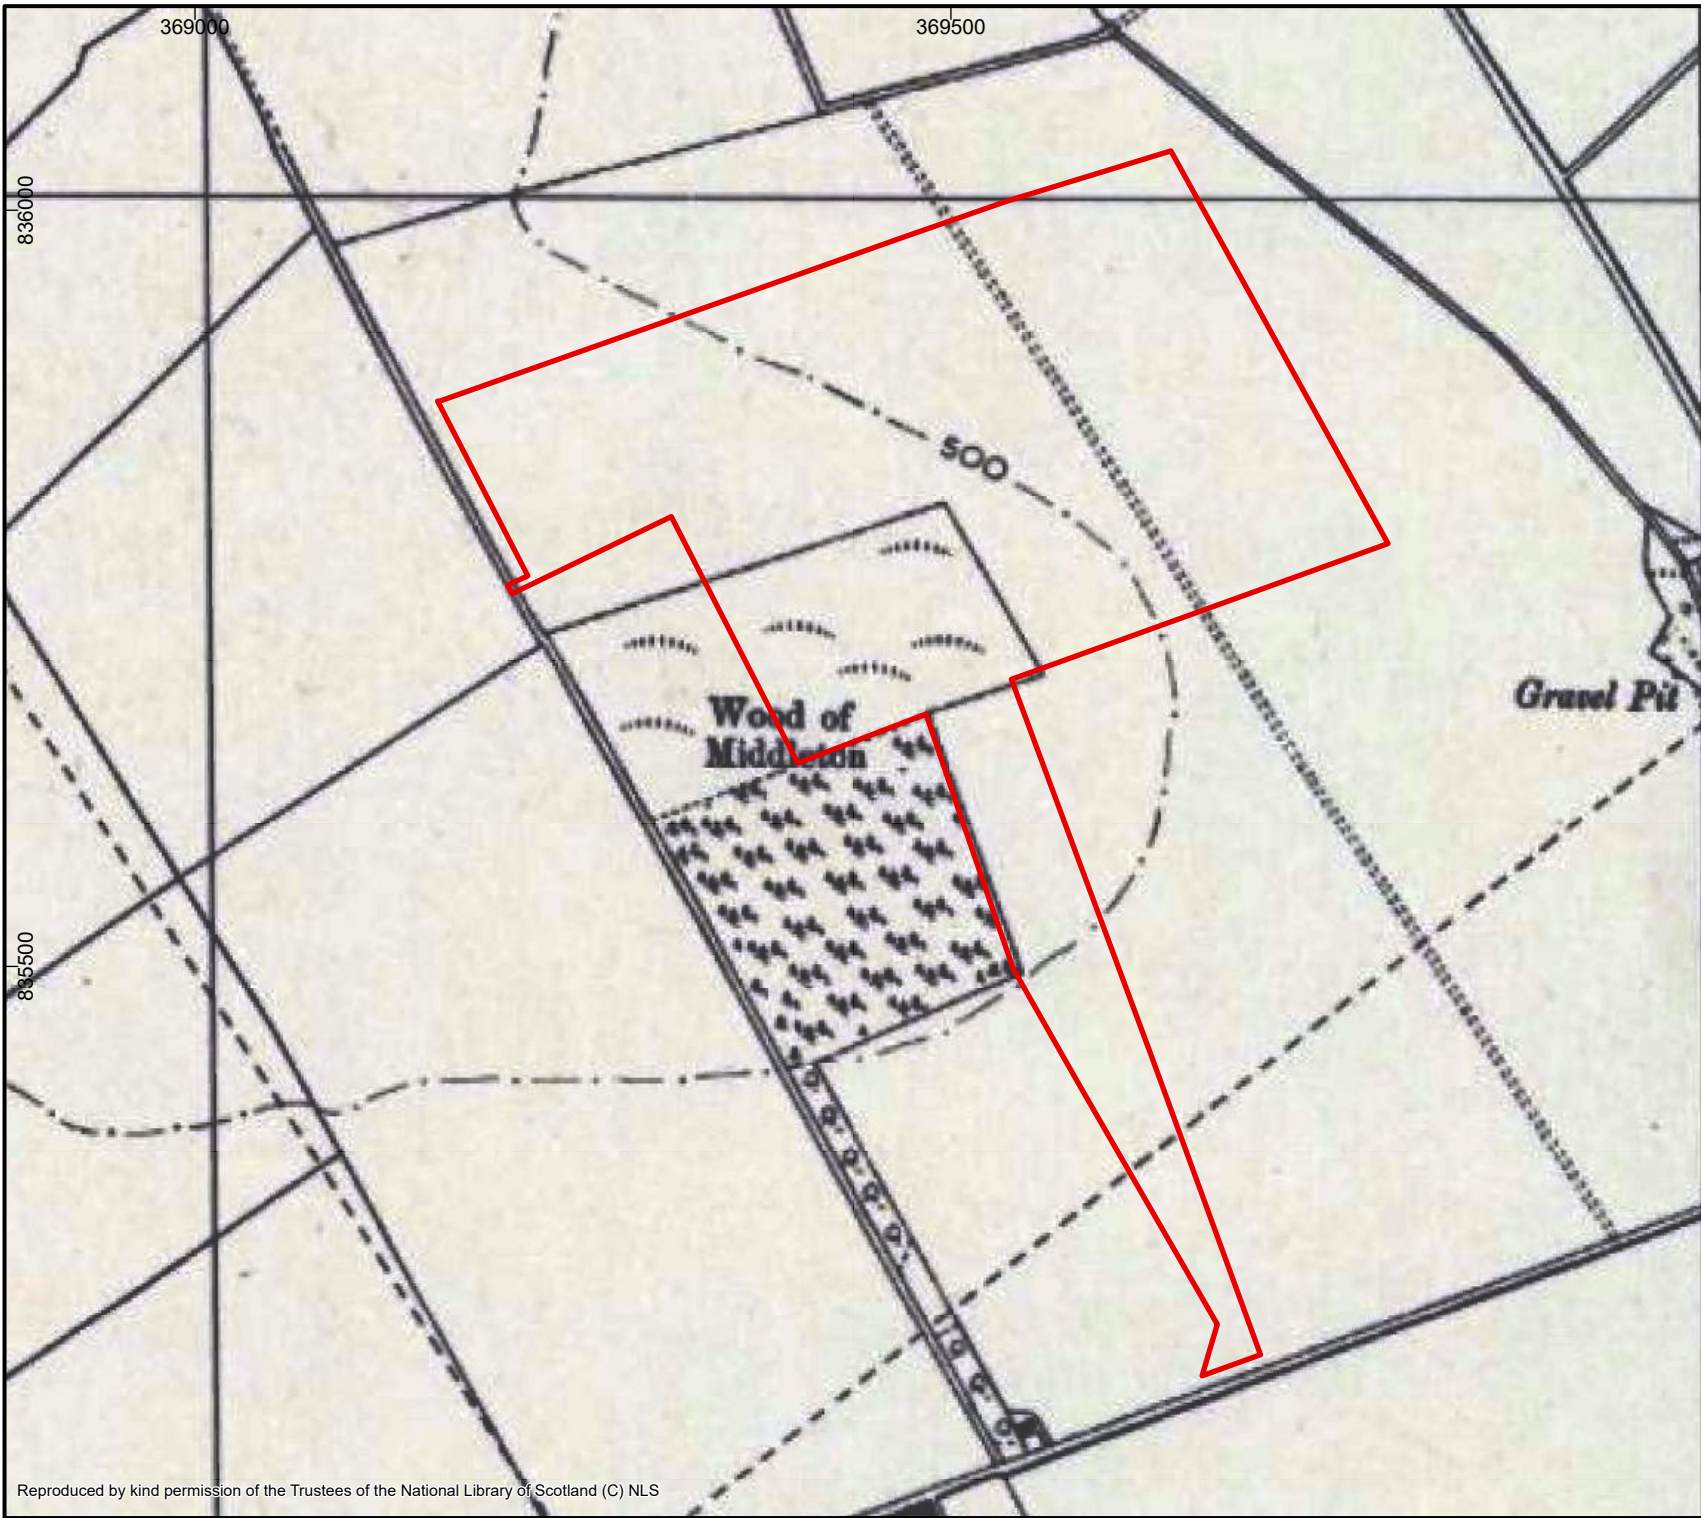 369000
369500
836000
500
Gravel Pit
Wood of
Middleton
835500
Reproduced by kind permission of the Trustees of the National Library of Scotland (C) NLS